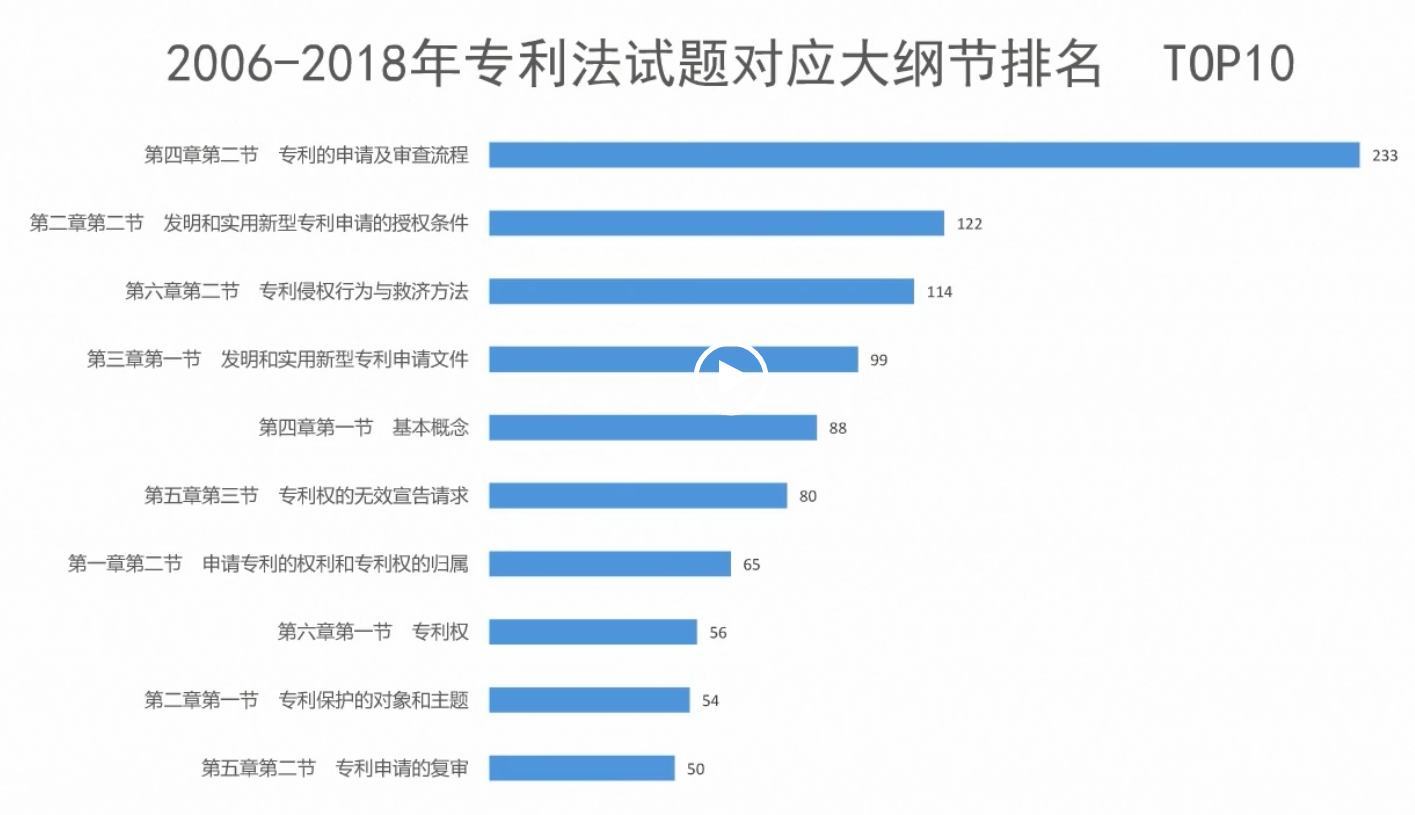 2006-2018年专利法试题对应大纲节排名 TOP10
第四章第二节 专利的申请及审查流程 233
第二章第二节 发明和实用新型专利申请的授权条件 122
第六章第二节 专利侵权行为与救济方法 114
第三章第一节 发明和实用新型专利申请文件 99
第四章第一节 基本概念 88
第五章第三节 专利权的无效宣告请求 80
第一章第二节 申请专利的权利和专利权的归属 65
第六章第一节 专利权 56
第二章第一节 专利保护的对象和主题 54
第五章第二节 专利申请的复审 50